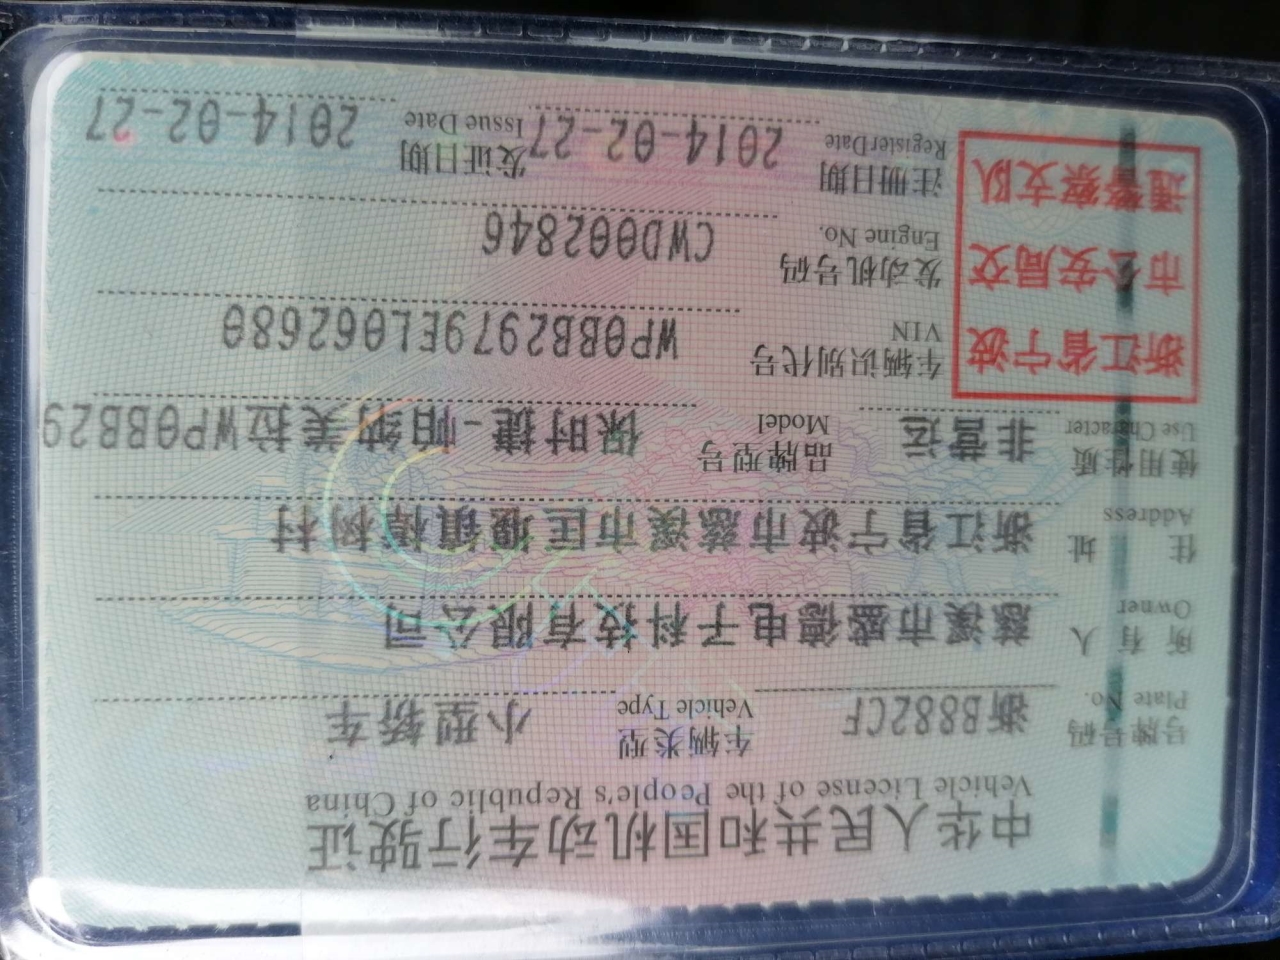 中华人民共和国机动车行驶证
Vehicle License of the People's Republic of China
号牌号码 浙B882CF 车辆类型 小型轿车
Plate No. Vehicle Type
所有人 慈溪市盛德电子科技有限公司
Owner
住址 浙江省宁波市慈溪市匡堰镇樟树村
Address
使用性质 非营运 品牌型号 保时捷-帕纳美拉WP0BB29
Use Character Model
浙江省宁波
市公安局交
通警察支队
车辆识别代号 WP0BB2979EL062680
VIN
发动机号码 CWD002846
Engine No.
注册日期 2014-02-27 发证日期 2014-02-27
Register Date Issue Date